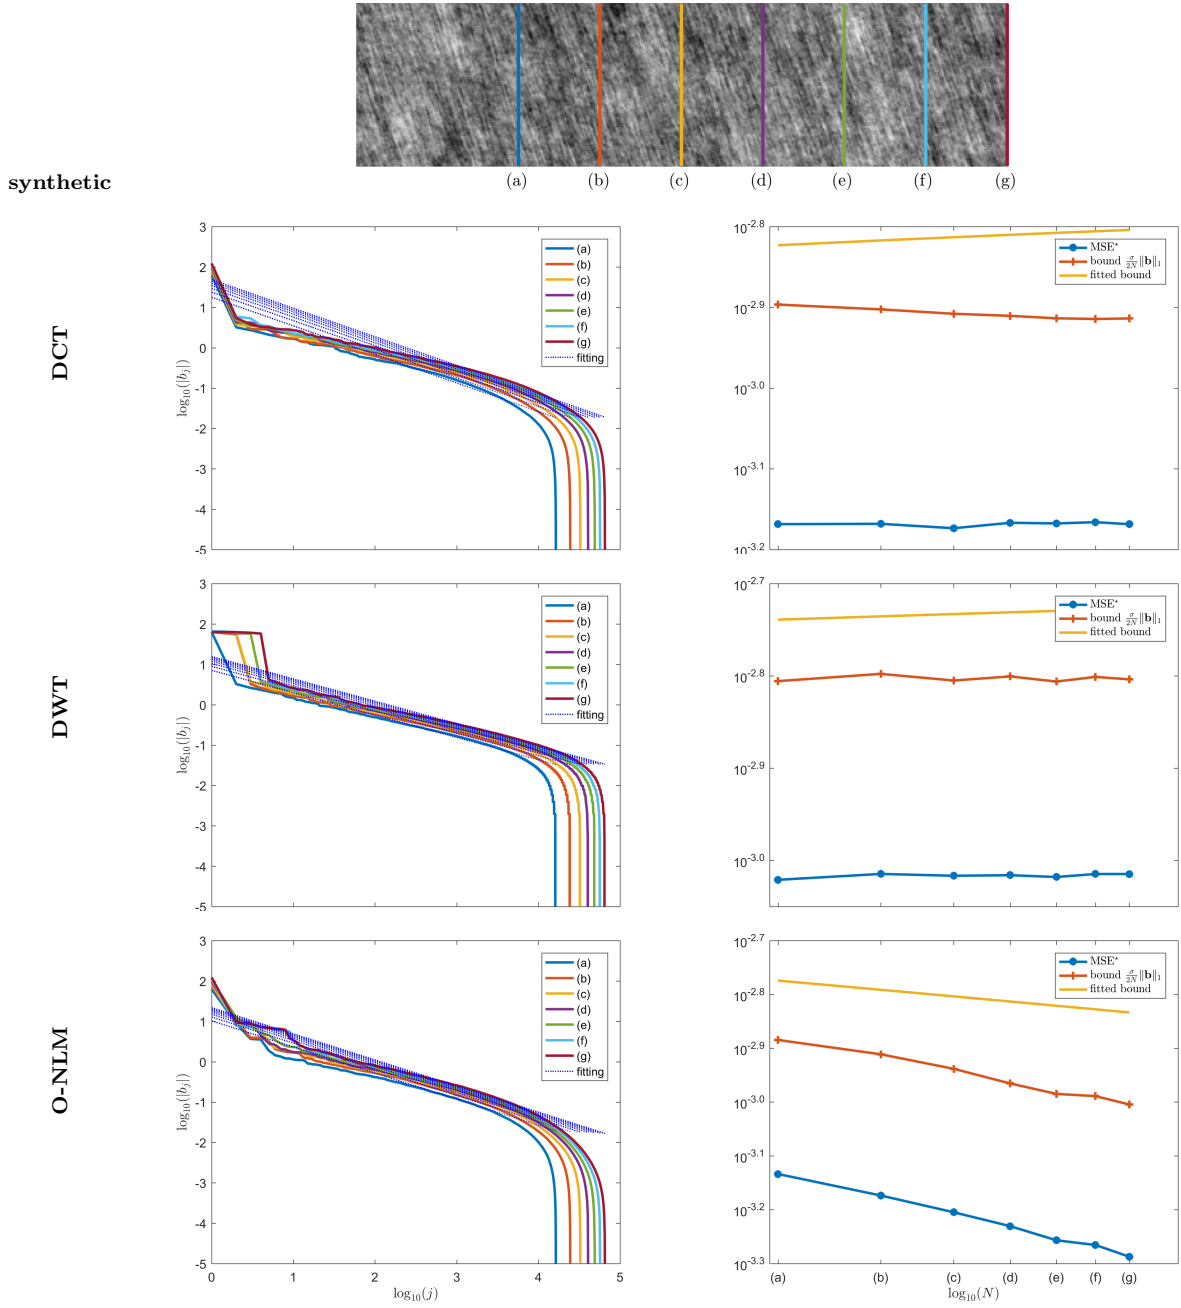 synthetic
(a) (b) (c) (d) (e) (f) (g)
DCT
3
2
1
0
-1
-2
-3
-4
-5
log₁₀(|bⱼ|)
(a)
(b)
(c)
(d)
(e)
(f)
(g)
fitting
10^-2.8
10^-2.9
10^-3.0
10^-3.1
10^-3.2
MSE*
bound σ/2N ‖b‖₁
fitted bound
DWT
3
2
1
0
-1
-2
-3
-4
-5
log₁₀(|bⱼ|)
(a)
(b)
(c)
(d)
(e)
(f)
(g)
fitting
10^-2.7
10^-2.8
10^-2.9
10^-3.0
MSE*
bound σ/2N ‖b‖₁
fitted bound
O-NLM
3
2
1
0
-1
-2
-3
-4
-5
log₁₀(|bⱼ|)
(a)
(b)
(c)
(d)
(e)
(f)
(g)
fitting
0 1 2 3 4 5
log₁₀(j)
10^-2.7
10^-2.8
10^-2.9
10^-3.0
10^-3.1
10^-3.2
10^-3.3
MSE*
bound σ/2N ‖b‖₁
fitted bound
(a) (b) (c) (d) (e) (f) (g)
log₁₀(N)